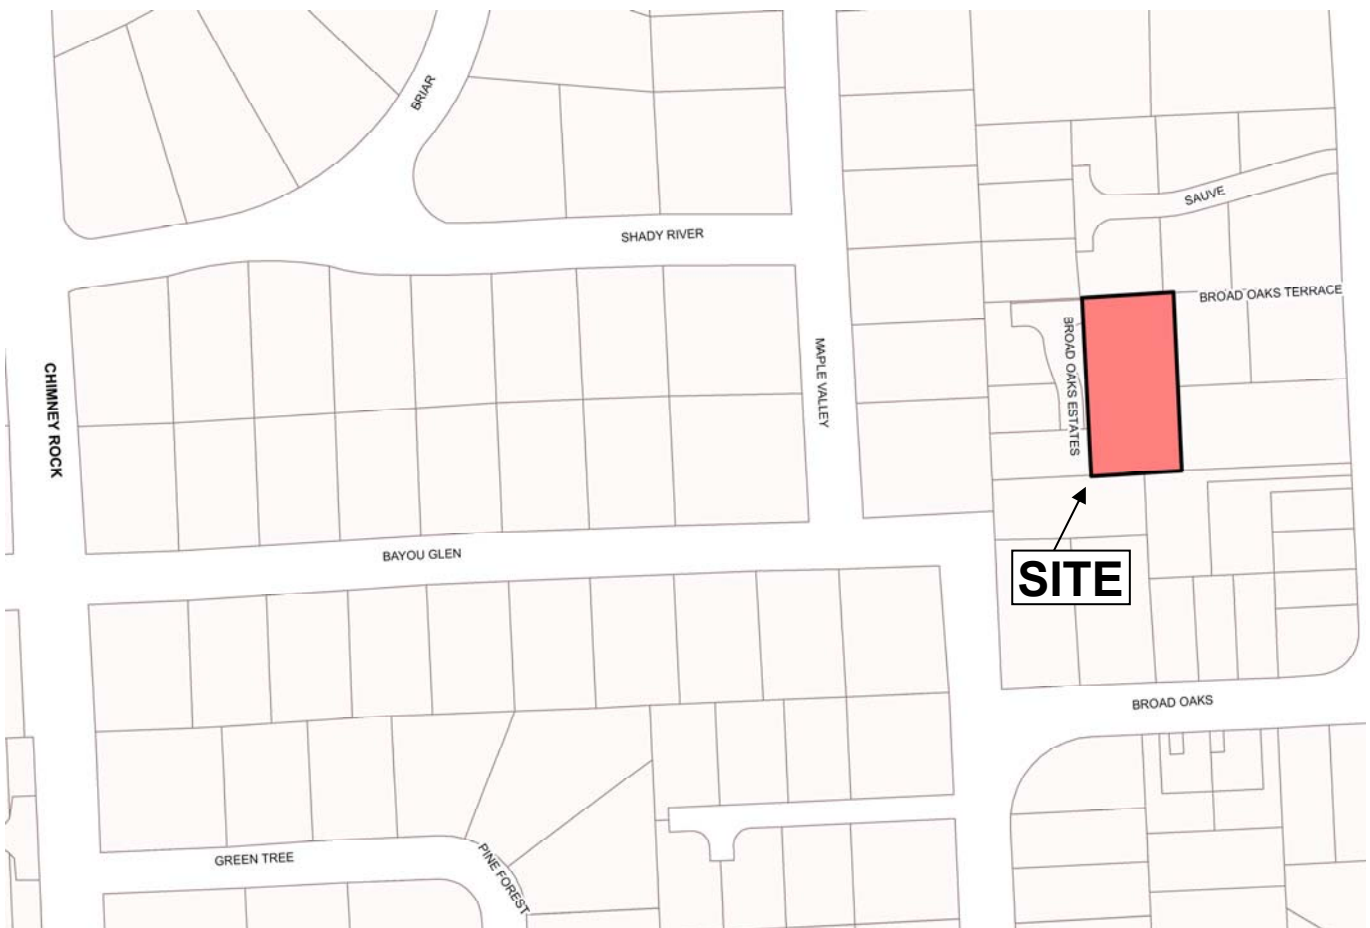 BRIAR
SAUVE
SHADY RIVER
BROAD OAKS TERRACE
CHIMNEY ROCK
MAPLE VALLEY
BROAD OAKS ESTATES
BAYOU GLEN
SITE
BROAD OAKS
GREEN TREE
PINE FOREST